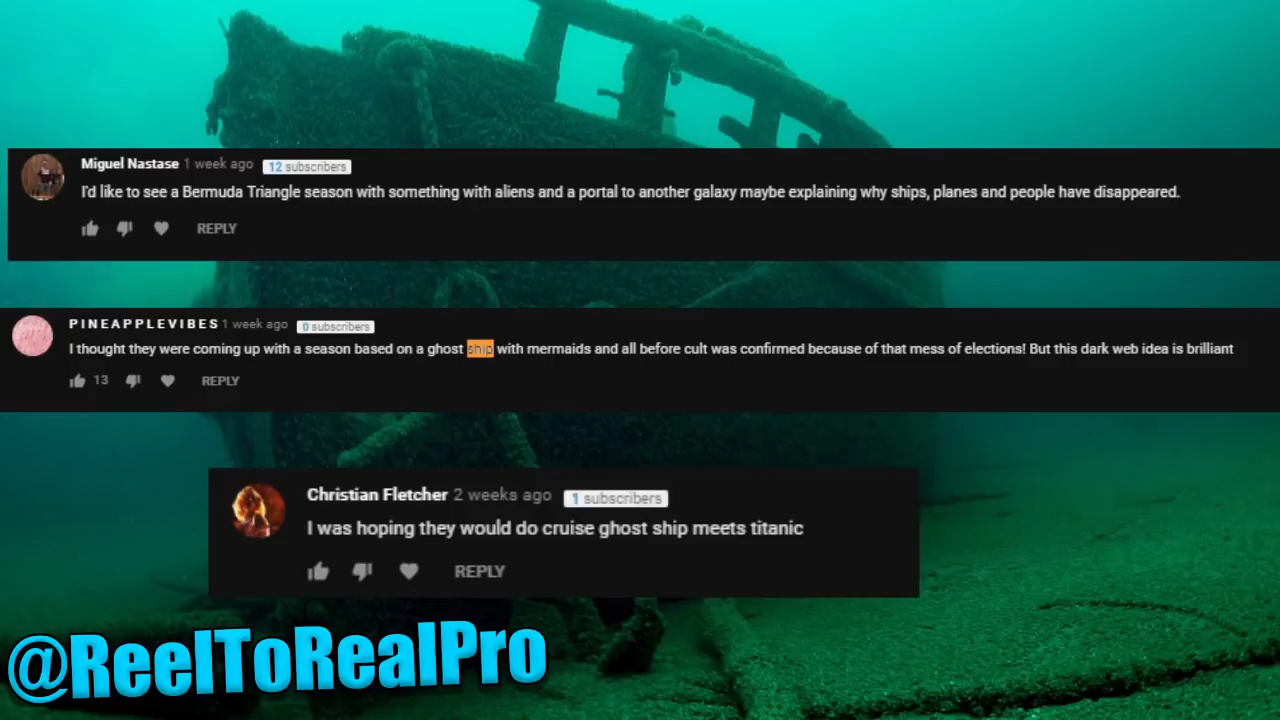 Miguel Nastase 1 week ago 12 subscribers
I'd like to see a Bermuda Triangle season with something with aliens and a portal to another galaxy maybe explaining why ships, planes and people have disappeared.
REPLY
P I N E A P P L E V I B E S 1 week ago 0 subscribers
I thought they were coming up with a season based on a ghost ship with mermaids and all before cult was confirmed because of that mess of elections! But this dark web idea is brilliant
13 REPLY
Christian Fletcher 2 weeks ago 1 subscribers
I was hoping they would do cruise ghost ship meets titanic
REPLY
@ReelToRealPro